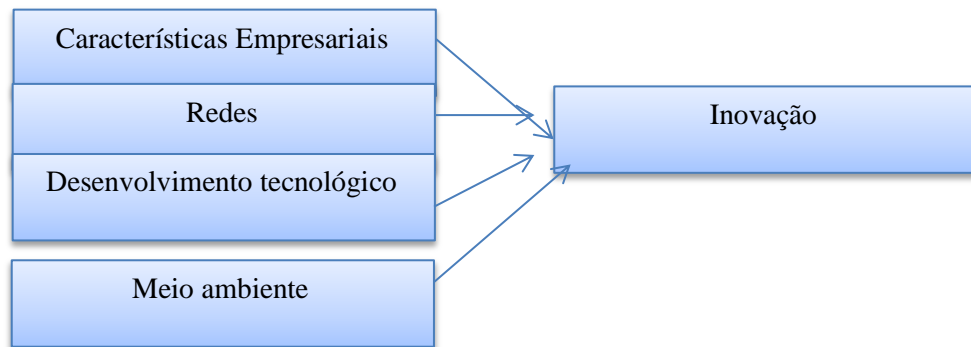 Características Empresariais
Redes
Inovação
Desenvolvimento tecnológico
Meio ambiente